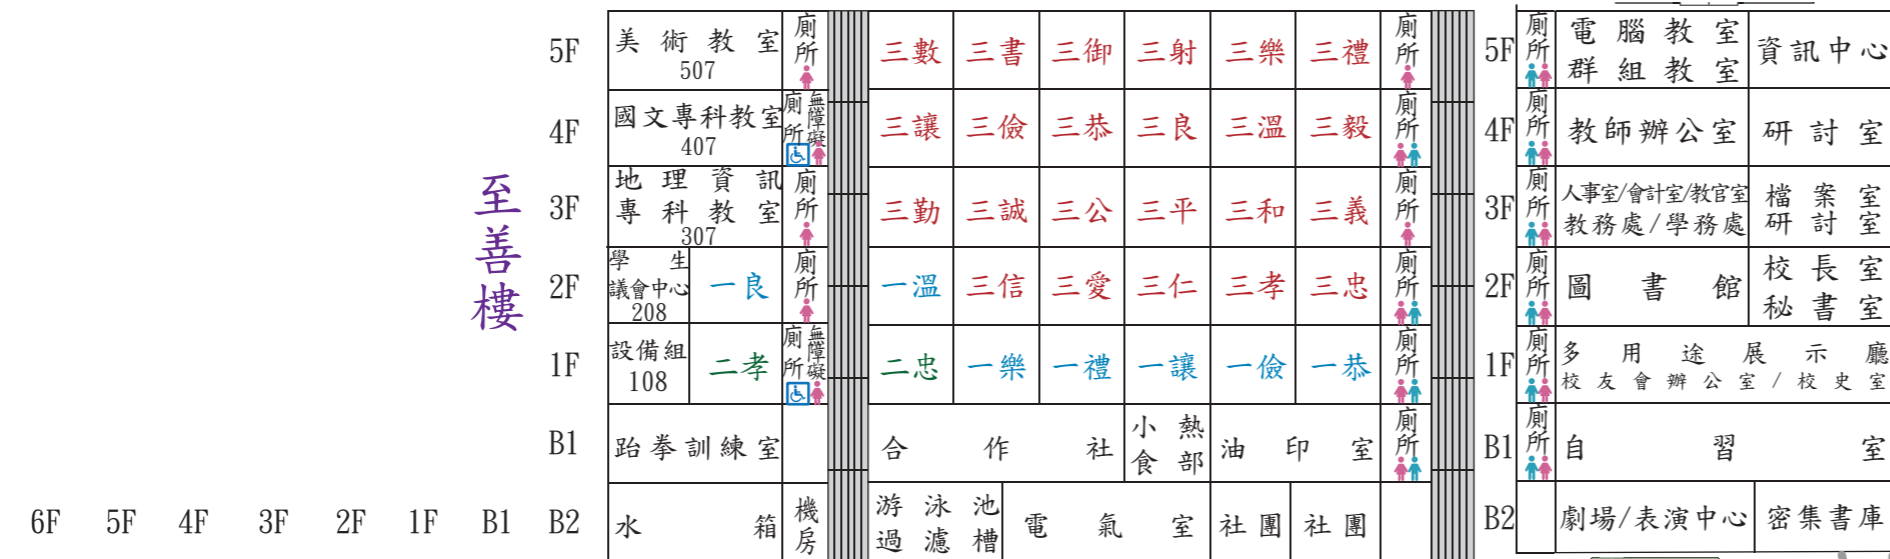 至善樓
5F 美術教室 507 廁所 三數 三書 三御 三射 三樂 三禮 廁所
4F 國文專科教室 407 廁所 無障礙 三讓 三儉 三恭 三良 三溫 三毅 廁所
3F 地理資訊專科教室 307 廁所 三勤 三誠 三公 三平 三和 三義 廁所
2F 學生議會中心 208 一良 廁所 一溫 三信 三愛 三仁 三孝 三忠 廁所
1F 設備組 108 二孝 廁所 無障礙 二忠 一樂 一禮 一讓 一儉 一恭 廁所
B1 跆拳訓練室 合作社 小熱食部 油印室 廁所
6F 5F 4F 3F 2F 1F B1 B2 水箱 機房 游泳池過濾槽 電氣室 社團 社團
5F 廁所 電腦教室 群組教室 資訊中心
4F 廁所 教師辦公室 研討室
3F 廁所 人事室/會計室/教官室 教務處/學務處 檔案室 研討室
2F 廁所 圖書館 校長室 秘書室
1F 廁所 多用途展示廳 校友會辦公室/校史室
B1 廁所 自習室
B2 劇場/表演中心 密集書庫